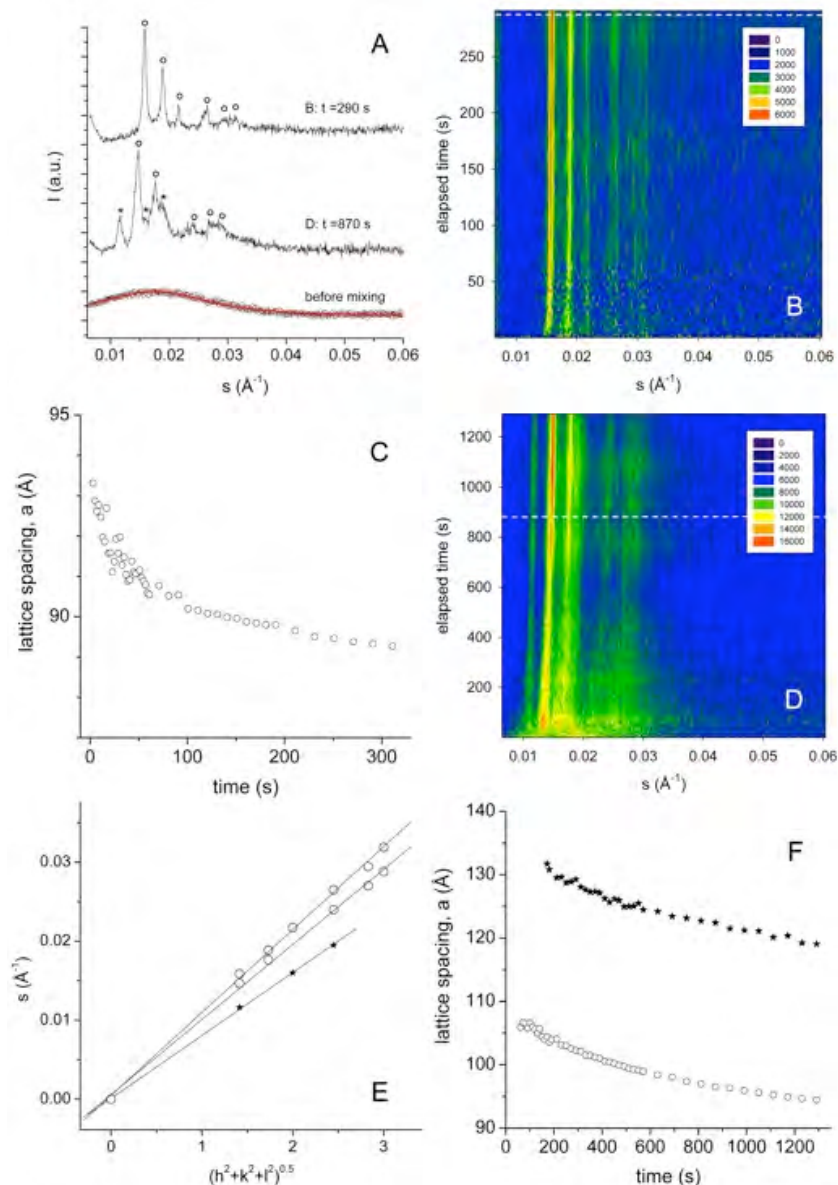 A
B: t =290 s
D: t =870 s
before mixing
I (a.u.)
0.01 0.02 0.03 0.04 0.05 0.06
s (Å⁻¹)
0
1000
2000
3000
4000
5000
6000
250
200
150
100
50
elapsed time (s)
B
0.01 0.02 0.03 0.04 0.05 0.06
s (Å⁻¹)
C
95
90
lattice spacing, a (Å)
0 100 200 300
time (s)
0
2000
4000
6000
8000
10000
12000
14000
16000
1200
1000
800
600
400
200
elapsed time (s)
D
0.01 0.02 0.03 0.04 0.05 0.06
s (Å⁻¹)
0.03
0.02
0.01
0.00
s (Å⁻¹)
E
0 1 2 3
(h²+k²+l²)⁰·⁵
F
140
130
120
110
100
90
lattice spacing, a (Å)
0 200 400 600 800 1000 1200
time (s)